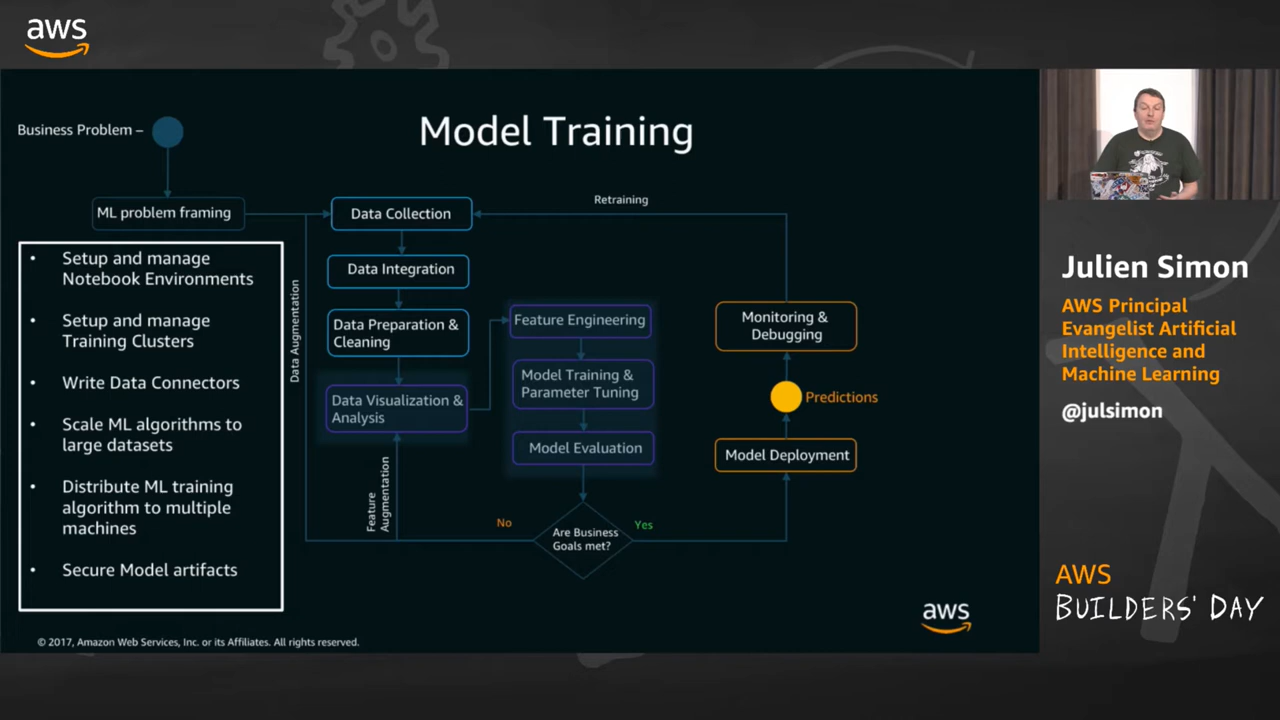 aws
Business Problem –
Model Training
ML problem framing
Data Collection
Retraining
Data Integration
Data Preparation &
Cleaning
Data Visualization &
Analysis
Data Augmentation
Feature
Augmentation
Feature Engineering
Model Training &
Parameter Tuning
Model Evaluation
Are Business
Goals met?
No
Yes
Monitoring &
Debugging
Predictions
Model Deployment
• Setup and manage
Notebook Environments
• Setup and manage
Training Clusters
• Write Data Connectors
• Scale ML algorithms to
large datasets
• Distribute ML training
algorithm to multiple
machines
• Secure Model artifacts
aws
© 2017, Amazon Web Services, Inc. or its Affiliates. All rights reserved.
Julien Simon
AWS Principal
Evangelist Artificial
Intelligence and
Machine Learning
@julsimon
AWS
BUILDERS' DAY